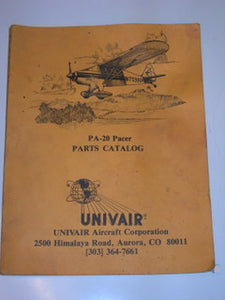 PA-20 Pacer
PARTS CATALOG
UNIVAIR
UNIVAIR Aircraft Corporation
2500 Himalaya Road, Aurora, CO 80011
[303] 364-7661